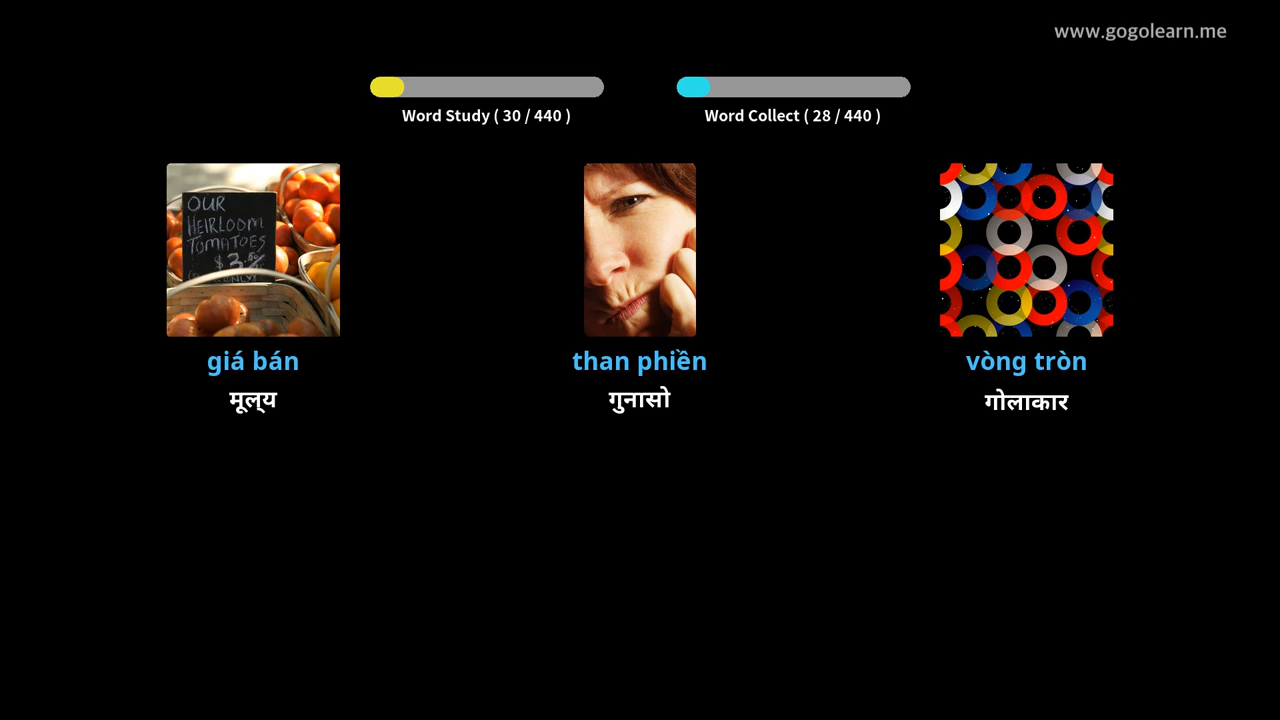 www.gogolearn.me
Word Study ( 30 / 440 )
Word Collect ( 28 / 440 )
OUR
HEIRLOOM
TOMATOES
giá bán
than phiền
vòng tròn
मूल्य
गुनासो
गोलाकार